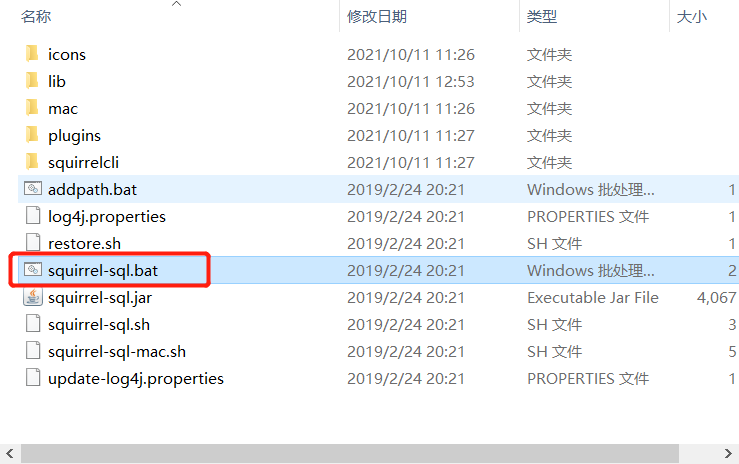 名称 修改日期 类型 大小
icons 2021/10/11 11:26 文件夹
lib 2021/10/11 12:53 文件夹
mac 2021/10/11 11:26 文件夹
plugins 2021/10/11 11:27 文件夹
squirrelcli 2021/10/11 11:27 文件夹
addpath.bat 2019/2/24 20:21 Windows 批处理... 1
log4j.properties 2019/2/24 20:21 PROPERTIES 文件 1
restore.sh 2019/2/24 20:21 SH 文件 1
squirrel-sql.bat 2019/2/24 20:21 Windows 批处理... 2
squirrel-sql.jar 2019/2/24 20:21 Executable Jar File 4,067
squirrel-sql.sh 2019/2/24 20:21 SH 文件 3
squirrel-sql-mac.sh 2019/2/24 20:21 SH 文件 5
update-log4j.properties 2019/2/24 20:21 PROPERTIES 文件 1